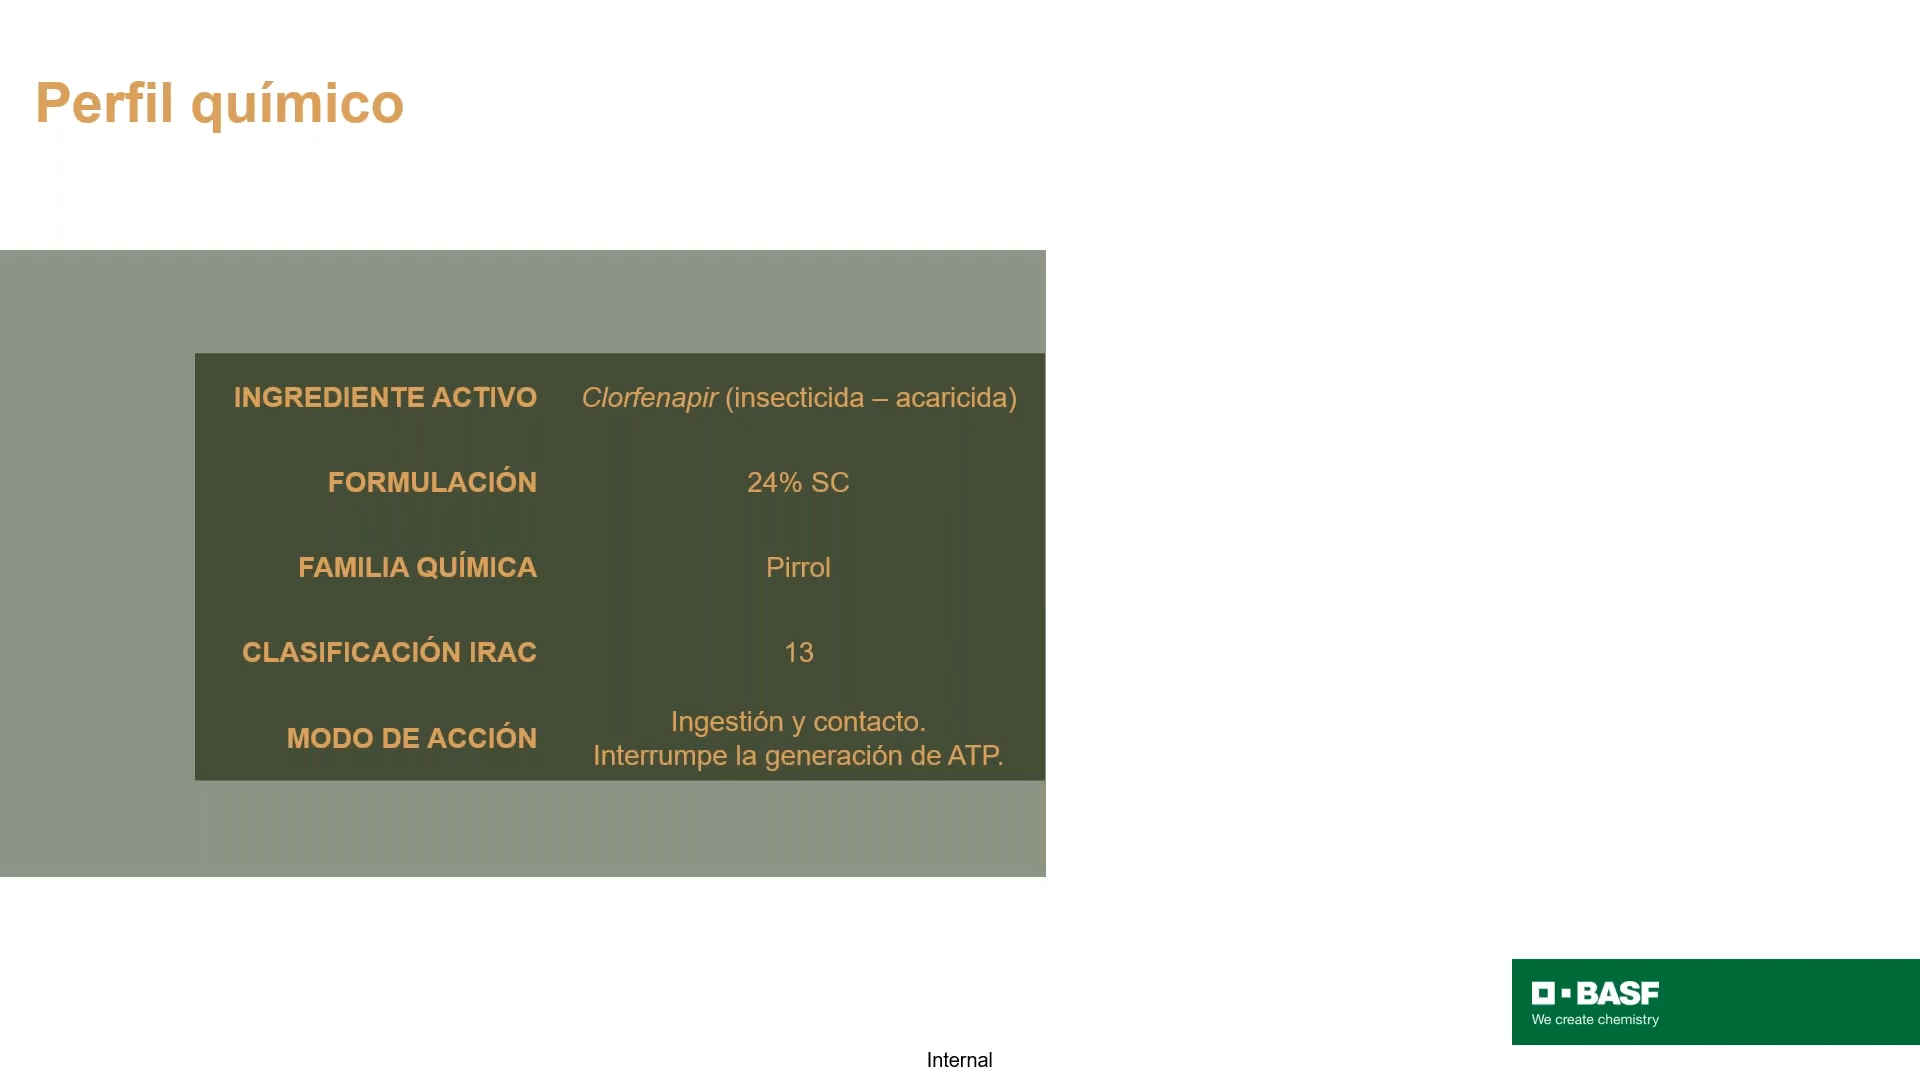 Perfil químico
INGREDIENTE ACTIVO Clorfenapir (insecticida – acaricida)
FORMULACIÓN 24% SC
FAMILIA QUÍMICA Pirrol
CLASIFICACIÓN IRAC 13
MODO DE ACCIÓN Ingestión y contacto.
Interrumpe la generación de ATP.
BASF
We create chemistry
Internal